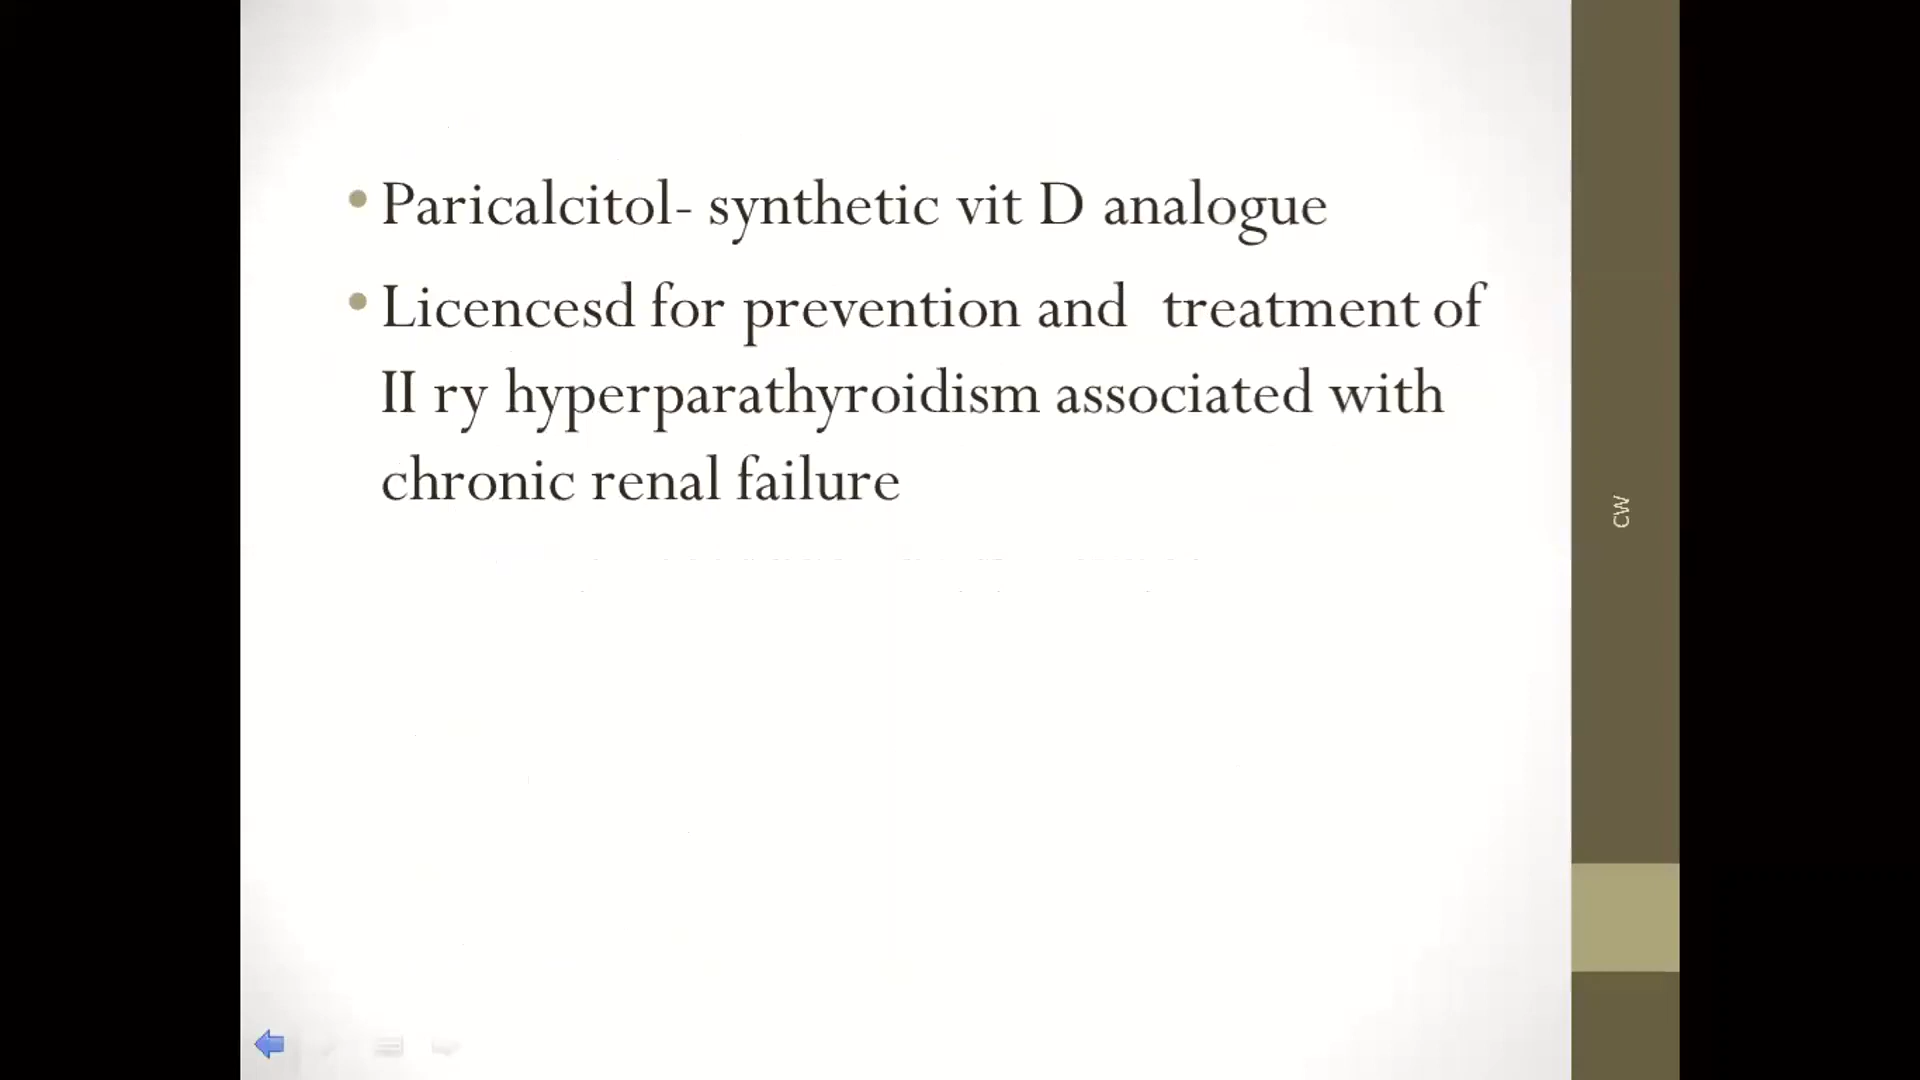 • Paricalcitol- synthetic vit D analogue
• Licencesd for prevention and  treatment of
II ry hyperparathyroidism associated with
chronic renal failure
CW